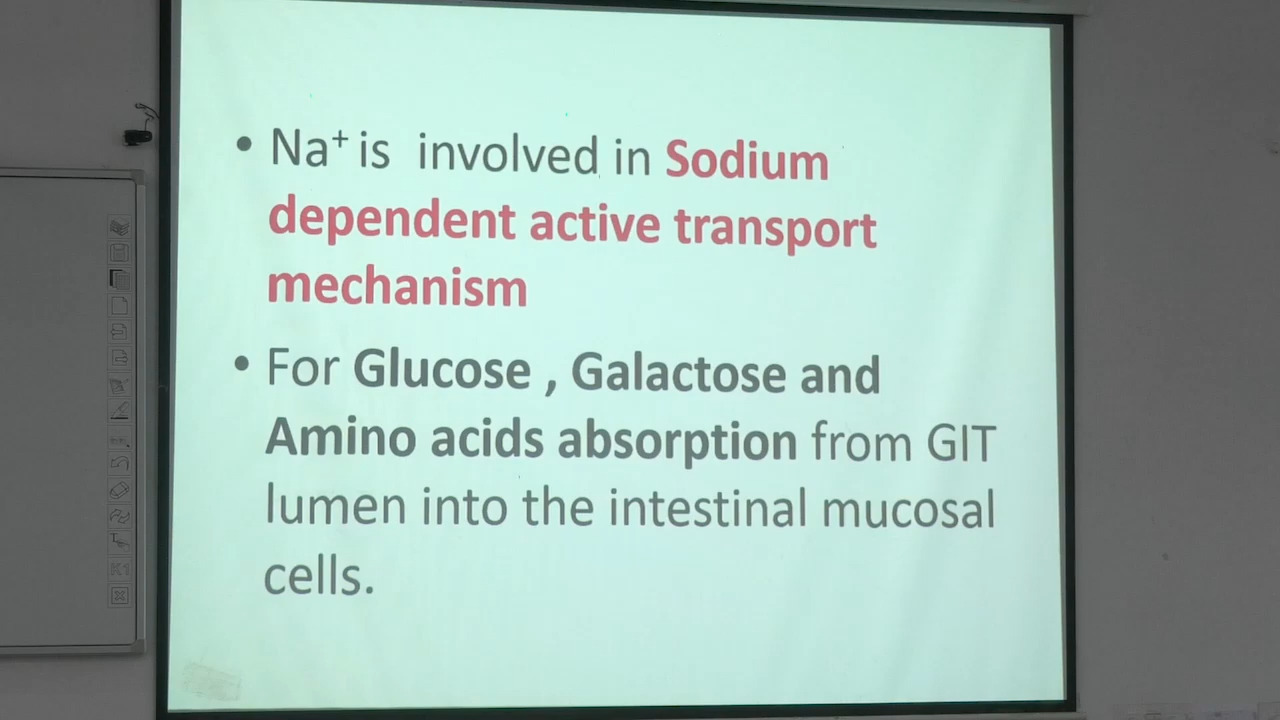 • Na⁺ is involved in Sodium
dependent active transport
mechanism
• For Glucose , Galactose and
Amino acids absorption from GIT
lumen into the intestinal mucosal
cells.
K1